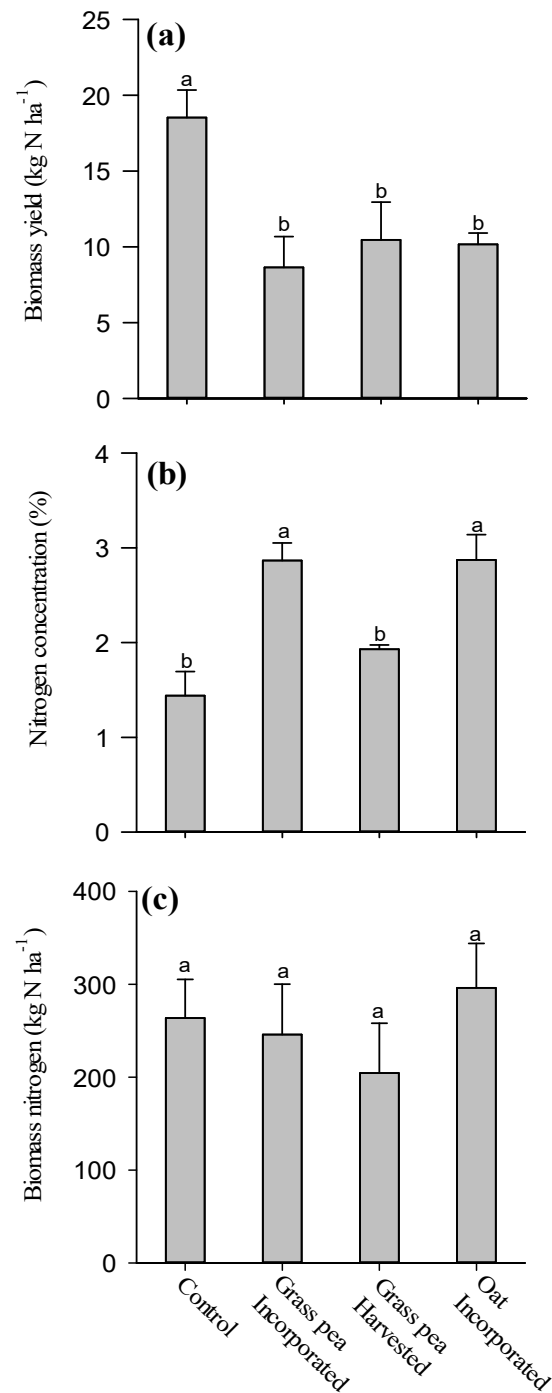 (a)
Biomass yield (kg N ha⁻¹)
25
20
15
10
5
0
a
b
b
b
(b)
Nitrogen concentration (%)
4
3
2
1
0
b
a
b
a
(c)
Biomass nitrogen (kg N ha⁻¹)
400
300
200
100
0
a
a
a
a
Control
Grass pea
Incorporated
Grass pea
Harvested
Oat
Incorporated